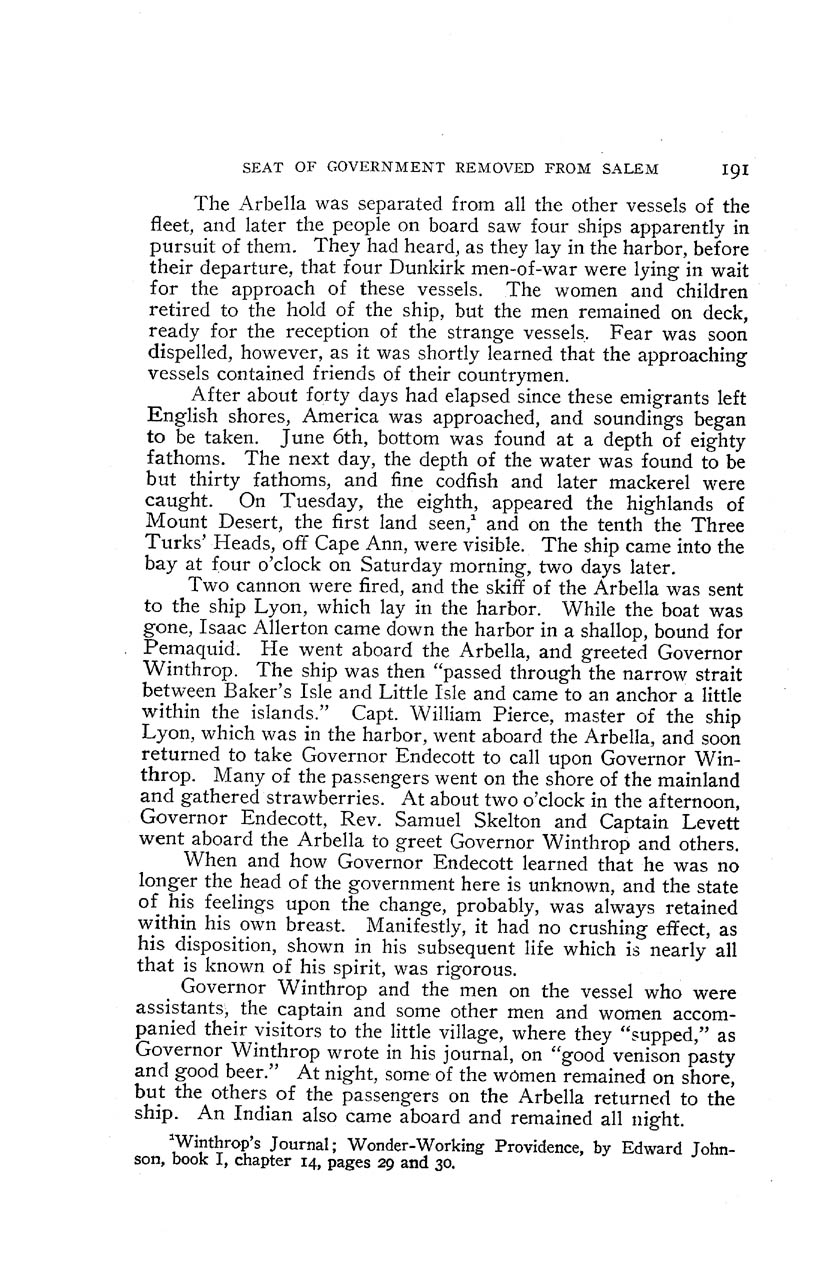 SEAT OF GOVERNMENT REMOVED FROM SALEM 191
The Arbella was separated from all the other vessels of the
fleet, and later the people on board saw four ships apparently in
pursuit of them. They had heard, as they lay in the harbor, before
their departure, that four Dunkirk men-of-war were lying in wait
for the approach of these vessels. The women and children
retired to the hold of the ship, but the men remained on deck,
ready for the reception of the strange vessels. Fear was soon
dispelled, however, as it was shortly learned that the approaching
vessels contained friends of their countrymen.
After about forty days had elapsed since these emigrants left
English shores, America was approached, and soundings began
to be taken. June 6th, bottom was found at a depth of eighty
fathoms. The next day, the depth of the water was found to be
but thirty fathoms, and fine codfish and later mackerel were
caught. On Tuesday, the eighth, appeared the highlands of
Mount Desert, the first land seen,¹ and on the tenth the Three
Turks' Heads, off Cape Ann, were visible. The ship came into the
bay at four o'clock on Saturday morning, two days later.
Two cannon were fired, and the skiff of the Arbella was sent
to the ship Lyon, which lay in the harbor. While the boat was
gone, Isaac Allerton came down the harbor in a shallop, bound for
Pemaquid. He went aboard the Arbella, and greeted Governor
Winthrop. The ship was then "passed through the narrow strait
between Baker's Isle and Little Isle and came to an anchor a little
within the islands." Capt. William Pierce, master of the ship
Lyon, which was in the harbor, went aboard the Arbella, and soon
returned to take Governor Endecott to call upon Governor Win-
throp. Many of the passengers went on the shore of the mainland
and gathered strawberries. At about two o'clock in the afternoon,
Governor Endecott, Rev. Samuel Skelton and Captain Levett
went aboard the Arbella to greet Governor Winthrop and others.
When and how Governor Endecott learned that he was no
longer the head of the government here is unknown, and the state
of his feelings upon the change, probably, was always retained
within his own breast. Manifestly, it had no crushing effect, as
his disposition, shown in his subsequent life which is nearly all
that is known of his spirit, was rigorous.
Governor Winthrop and the men on the vessel who were
assistants, the captain and some other men and women accom-
panied their visitors to the little village, where they "supped," as
Governor Winthrop wrote in his journal, on "good venison pasty
and good beer." At night, some of the women remained on shore,
but the others of the passengers on the Arbella returned to the
ship. An Indian also came aboard and remained all night.
¹Winthrop's Journal; Wonder-Working Providence, by Edward John-
son, book I, chapter 14, pages 29 and 30.